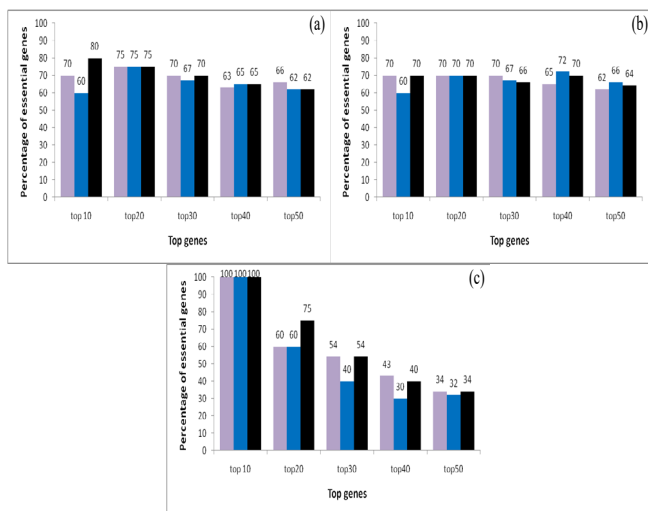 (a)
Percentage of essential genes
100
90
80
70
60
50
40
30
20
10
0
70 60 80
75 75 75
70 67 70
63 65 65
66 62 62
top 10 top20 top30 top40 top50
Top genes
(b)
Percentage of essential genes
100
90
80
70
60
50
40
30
20
10
0
70 60 70
70 70 70
70 67 66
65 72 70
62 66 64
top 10 top20 top30 top40 top50
Top genes
(c)
Percentage of essential genes
100
90
80
70
60
50
40
30
20
10
0
100 100 100
60 60 75
54 40 54
43 30 40
34 32 34
top 10 top20 top30 top40 top50
Top genes